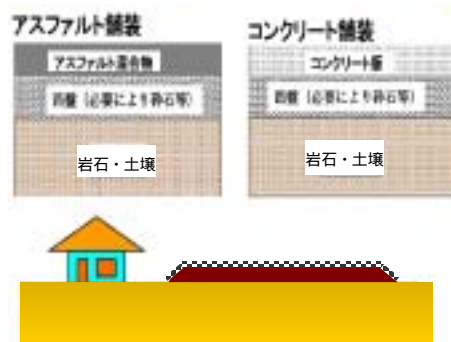 アスファルト舗装
アスファルト混合物
路盤（必要により砕石等）
岩石・土壌
コンクリート舗装
コンクリート版
路盤（必要により砕石等）
岩石・土壌